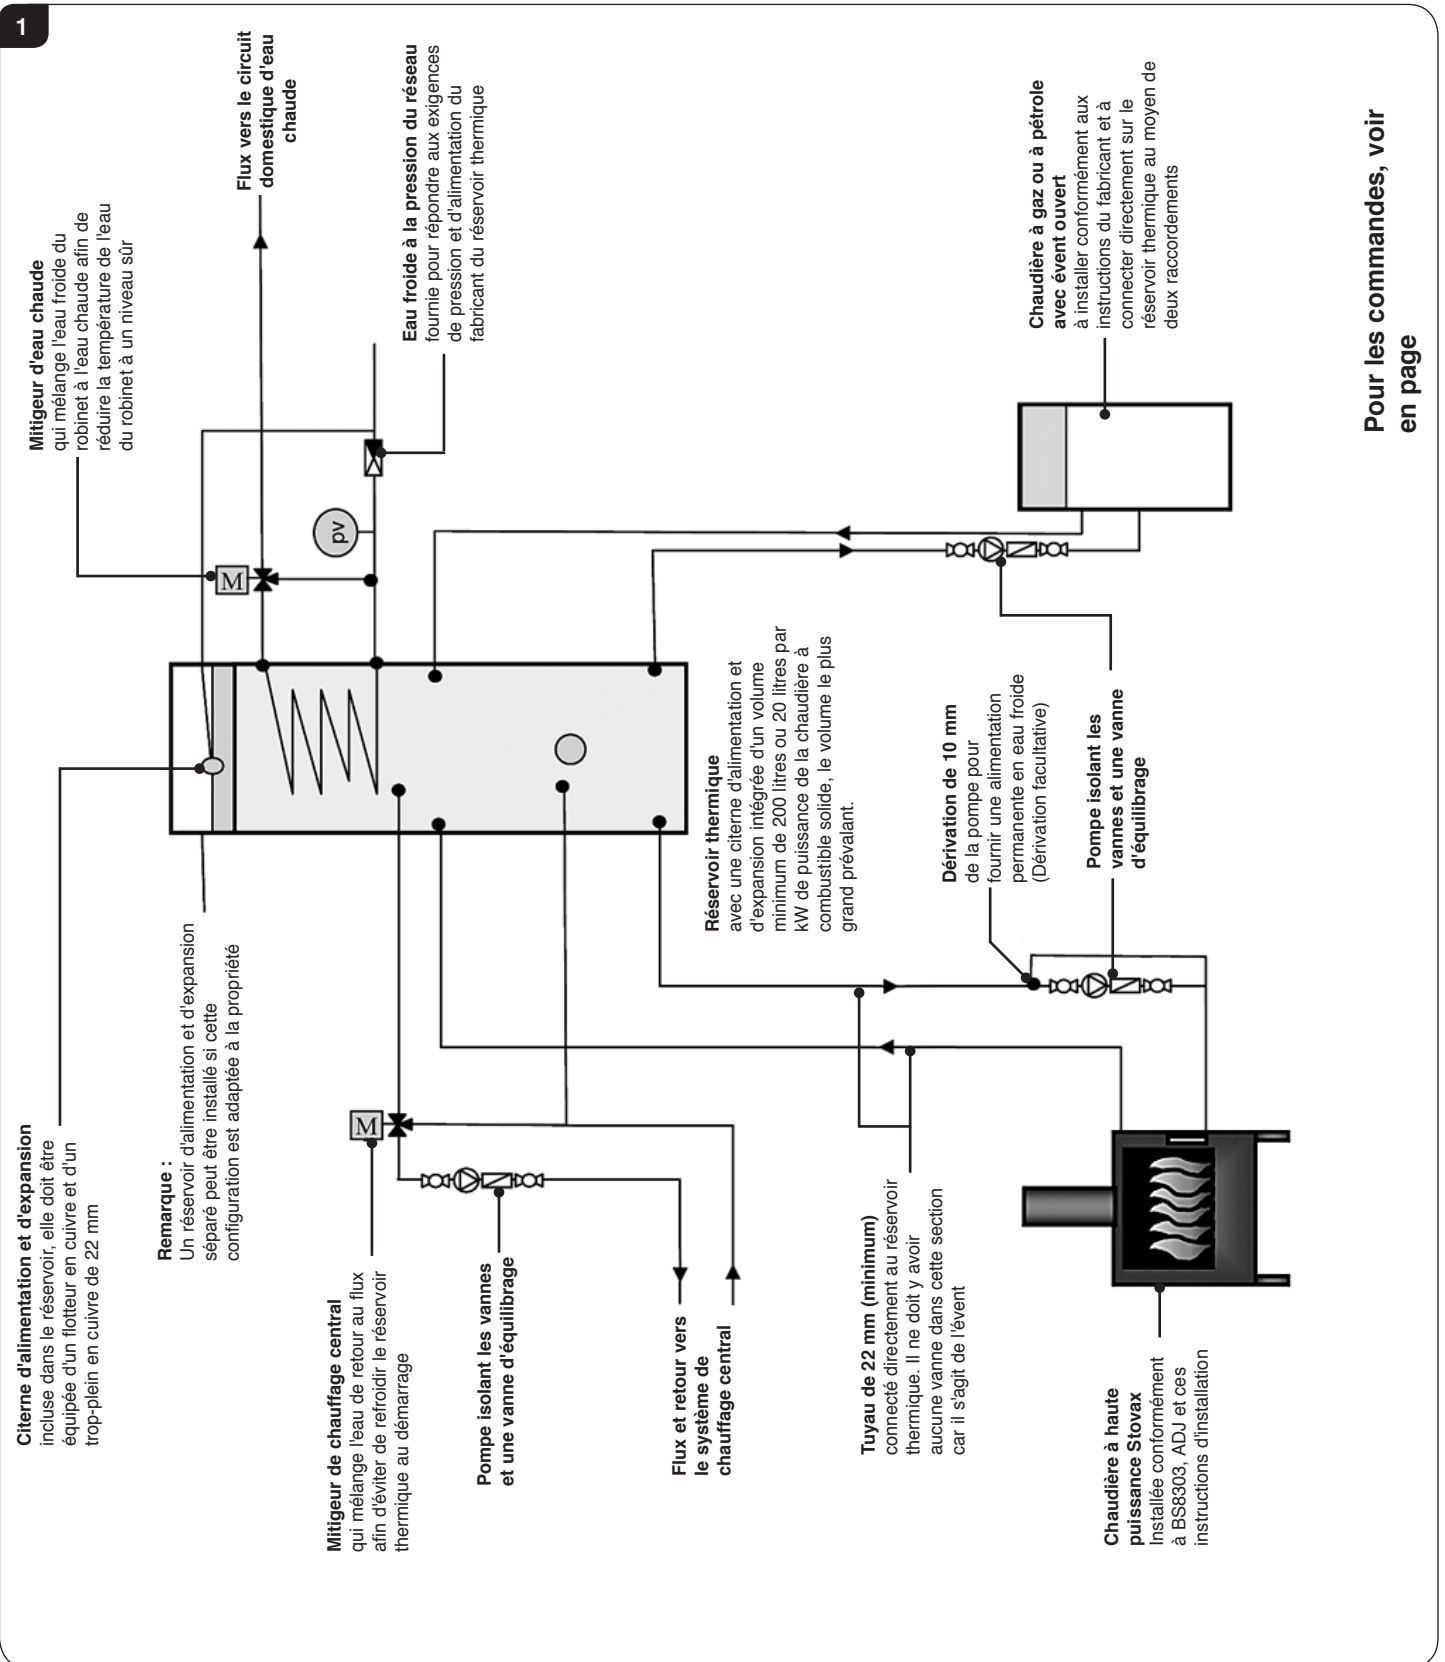 1
Citerne d'alimentation et d'expansion
incluse dans le réservoir, elle doit être
équipée d'un flotteur en cuivre et d'un
trop-plein en cuivre de 22 mm
Remarque :
Un réservoir d'alimentation et d'expansion
séparé peut être installé si cette
configuration est adaptée à la propriété
Mitigeur d'eau chaude
qui mélange l'eau froide du
robinet à l'eau chaude afin de
réduire la température de l'eau
du robinet à un niveau sûr
Flux vers le circuit
domestique d'eau
chaude
Eau froide à la pression du réseau
fournie pour répondre aux exigences
de pression et d'alimentation du
fabricant du réservoir thermique
M
pv
Mitigeur de chauffage central
qui mélange l'eau de retour au flux
afin d'éviter de refroidir le réservoir
thermique au démarrage
M
Pompe isolant les vannes
et une vanne d'équilibrage
Flux et retour vers
le système de
chauffage central
Réservoir thermique
avec une citerne d'alimentation et
d'expansion intégrée d'un volume
minimum de 200 litres ou 20 litres par
kW de puissance de la chaudière à
combustible solide, le volume le plus
grand prévalant.
Tuyau de 22 mm (minimum)
connecté directement au réservoir
thermique. Il ne doit y avoir
aucune vanne dans cette section
car il s'agit de l'évent
Dérivation de 10 mm
de la pompe pour
fournir une alimentation
permanente en eau froide
(Dérivation facultative)
Pompe isolant les
vannes et une vanne
d'équilibrage
Chaudière à gaz ou à pétrole
avec évent ouvert
à installer conformément aux
instructions du fabricant et à
connecter directement sur le
réservoir thermique au moyen de
deux raccordements
Chaudière à haute
puissance Stovax
Installée conformément
à BS8303, ADJ et ces
instructions d'installation
Pour les commandes, voir
en page